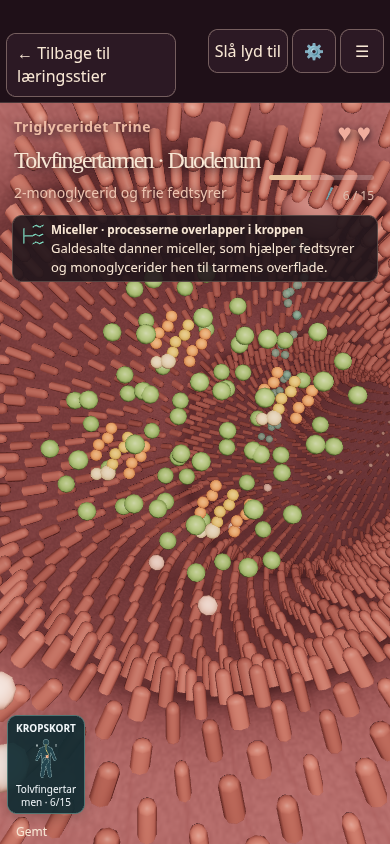 ← Tilbage til
læringsstier
Slå lyd til
Triglyceridet Trine
Tolvfingertarmen · Duodenum
2-monoglycerid og frie fedtsyrer
6 / 15
Miceller · processerne overlapper i kroppen
Galdesalte danner miceller, som hjælper fedtsyrer
og monoglycerider hen til tarmens overflade.
KROPSKORT
Tolvfingertar
men · 6/15
Gemt